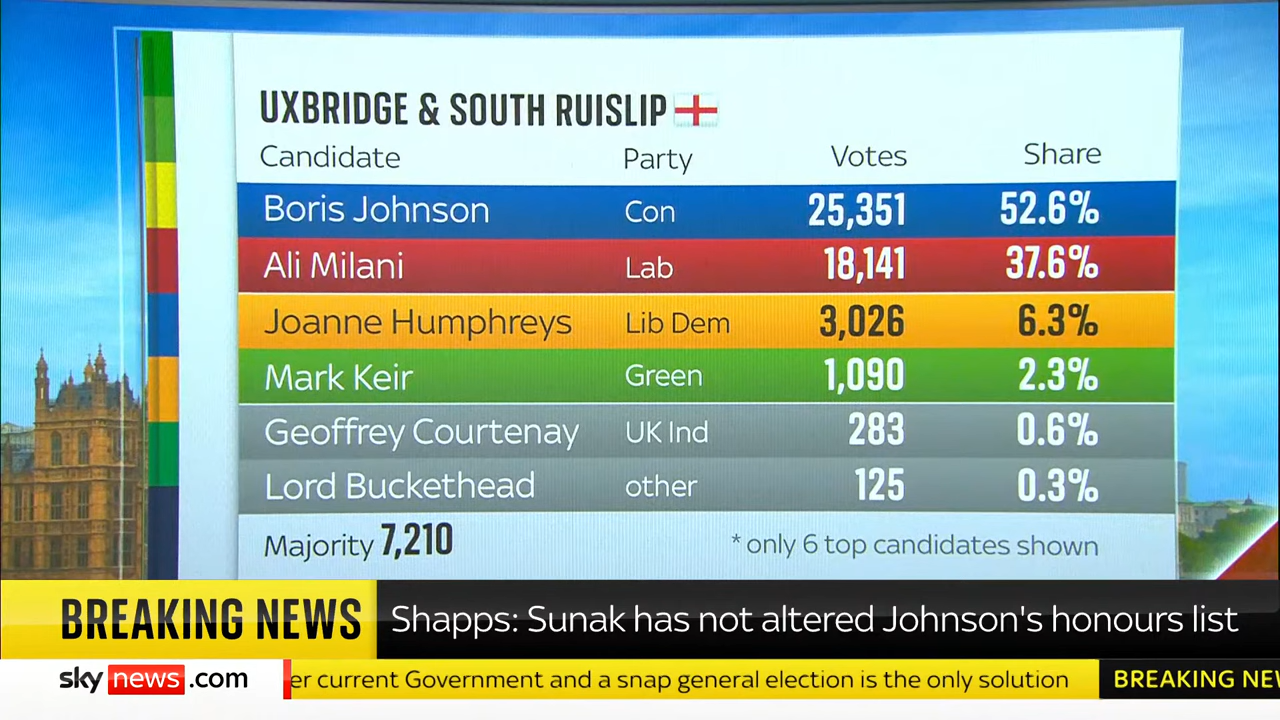 UXBRIDGE & SOUTH RUISLIP
Candidate Party Votes Share
Boris Johnson Con 25,351 52.6%
Ali Milani Lab 18,141 37.6%
Joanne Humphreys Lib Dem 3,026 6.3%
Mark Keir Green 1,090 2.3%
Geoffrey Courtenay UK Ind 283 0.6%
Lord Buckethead other 125 0.3%
Majority 7,210 * only 6 top candidates shown
BREAKING NEWS Shapps: Sunak has not altered Johnson's honours list
sky news.com er current Government and a snap general election is the only solution BREAKING